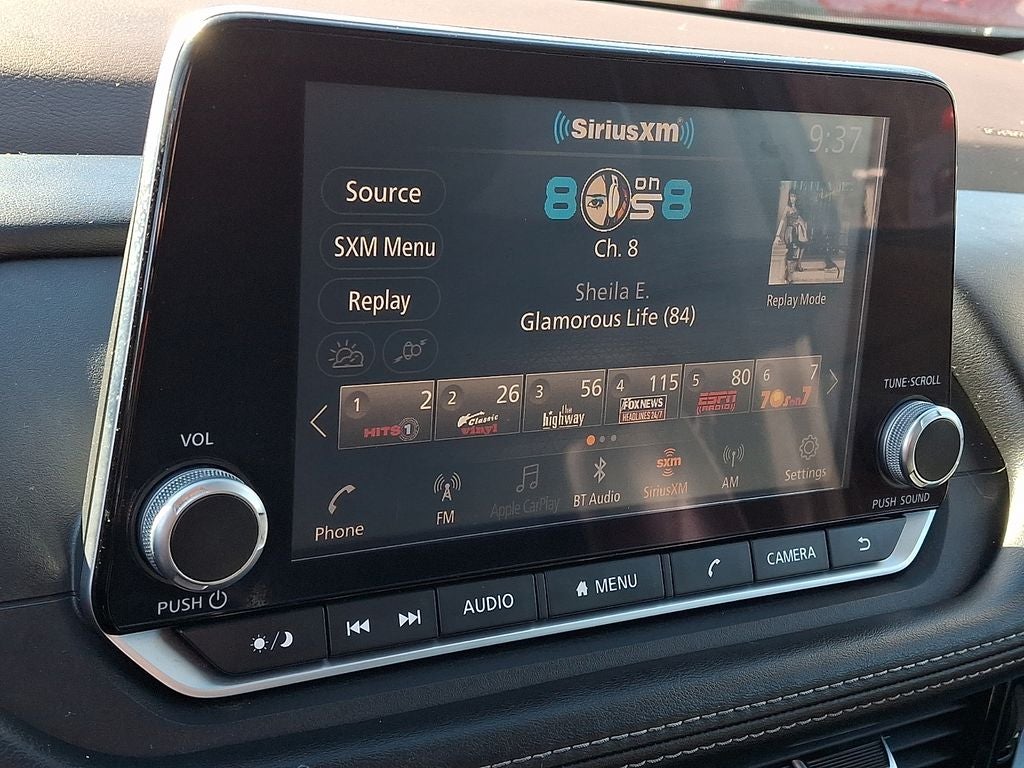 SiriusXM
9:37
Source
SXM Menu
Replay
80s on 8
Ch. 8
Sheila E.
Glamorous Life (84)
Replay Mode
1 2 HITS 1
2 26 Classic vinyl
3 56 the highway
4 115 FOX NEWS HEADLINES 24/7
5 80 ESPN RADIO
6 7 70s on 7
Phone
FM
Apple CarPlay
BT Audio
sxm
SiriusXM
AM
Settings
VOL
PUSH
TUNE·SCROLL
PUSH SOUND
AUDIO
MENU
CAMERA